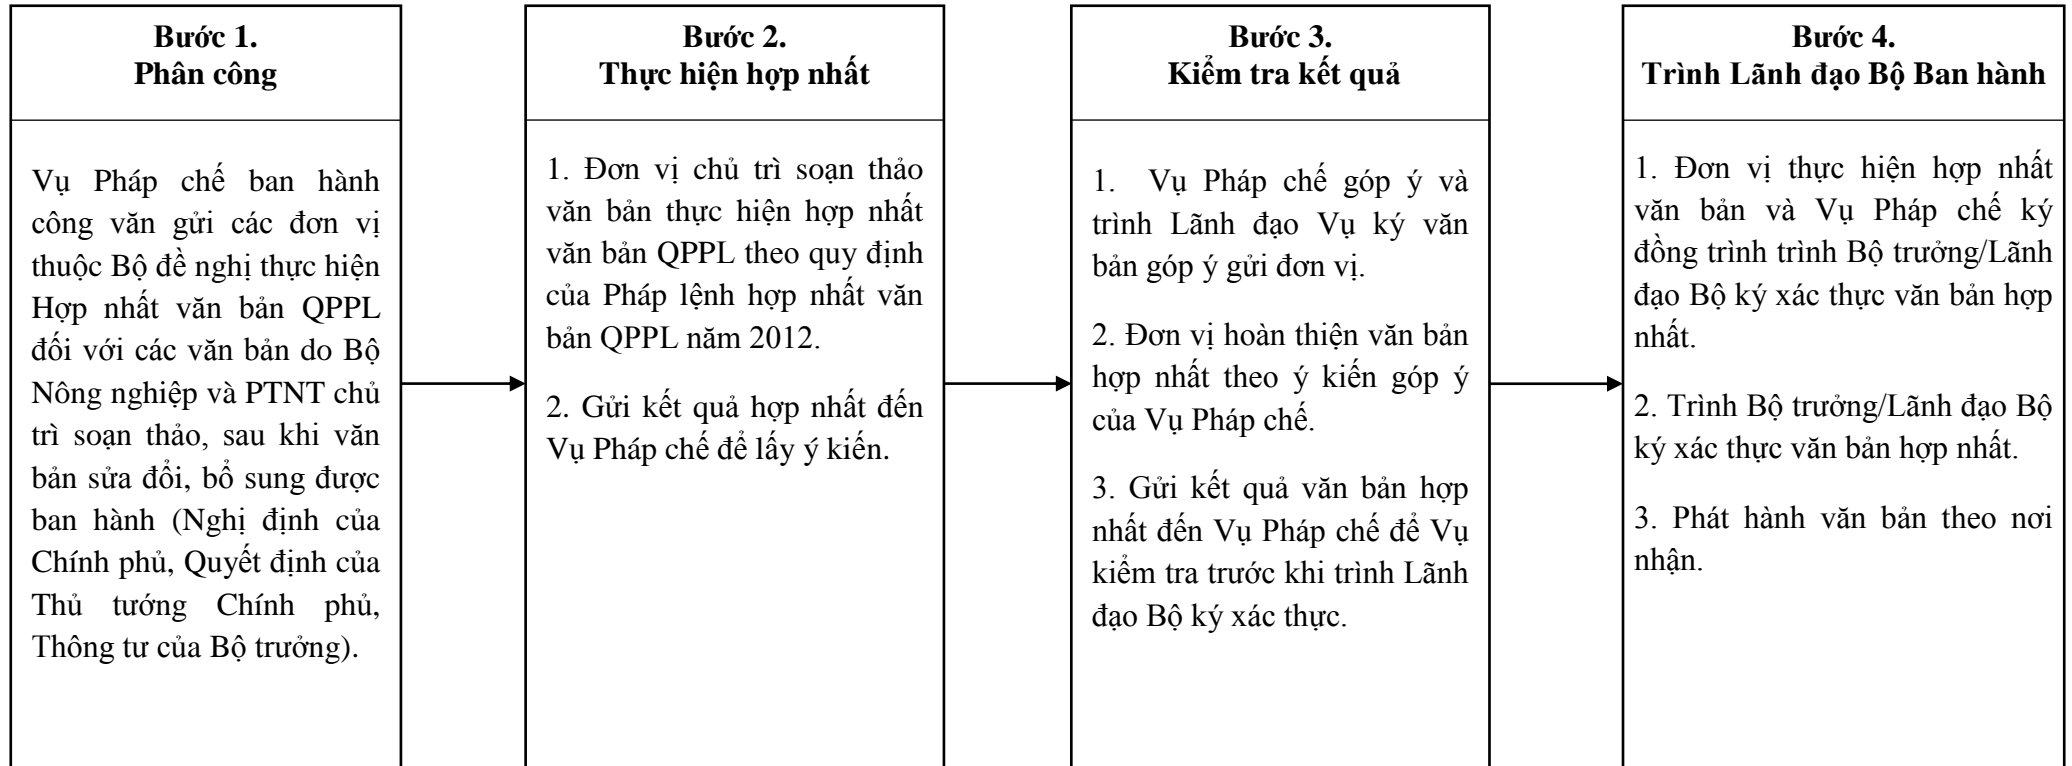 Bước 1.
Phân công
Vụ Pháp chế ban hành
công văn gửi các đơn vị
thuộc Bộ đề nghị thực hiện
Hợp nhất văn bản QPPL
đối với các văn bản do Bộ
Nông nghiệp và PTNT chủ
trì soạn thảo, sau khi văn
bản sửa đổi, bổ sung được
ban hành (Nghị định của
Chính phủ, Quyết định của
Thủ tướng Chính phủ,
Thông tư của Bộ trưởng).
Bước 2.
Thực hiện hợp nhất
1. Đơn vị chủ trì soạn thảo
văn bản thực hiện hợp nhất
văn bản QPPL theo quy định
của Pháp lệnh hợp nhất văn
bản QPPL năm 2012.
2. Gửi kết quả hợp nhất đến
Vụ Pháp chế để lấy ý kiến.
Bước 3.
Kiểm tra kết quả
1. Vụ Pháp chế góp ý và
trình Lãnh đạo Vụ ký văn
bản góp ý gửi đơn vị.
2. Đơn vị hoàn thiện văn bản
hợp nhất theo ý kiến góp ý
của Vụ Pháp chế.
3. Gửi kết quả văn bản hợp
nhất đến Vụ Pháp chế để Vụ
kiểm tra trước khi trình Lãnh
đạo Bộ ký xác thực.
Bước 4.
Trình Lãnh đạo Bộ Ban hành
1. Đơn vị thực hiện hợp nhất
văn bản và Vụ Pháp chế ký
đồng trình trình Bộ trưởng/Lãnh
đạo Bộ ký xác thực văn bản hợp
nhất.
2. Trình Bộ trưởng/Lãnh đạo Bộ
ký xác thực văn bản hợp nhất.
3. Phát hành văn bản theo nơi
nhận.